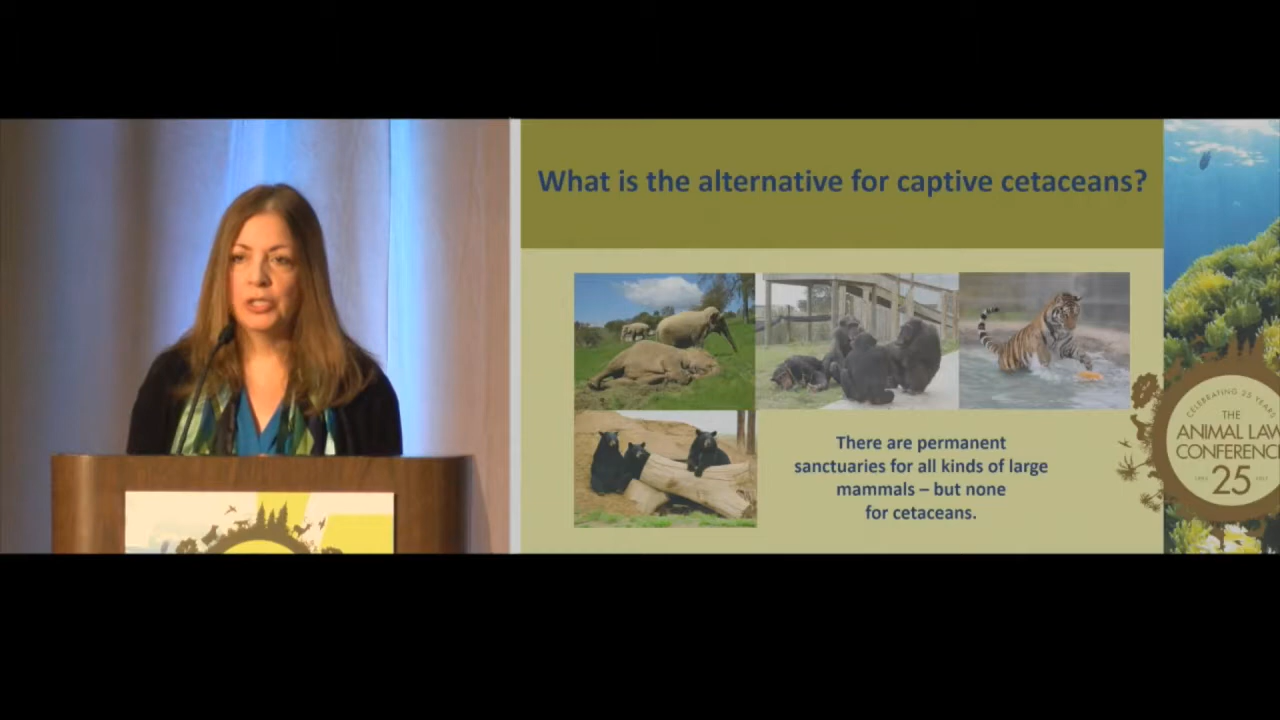 What is the alternative for captive cetaceans?
There are permanent
sanctuaries for all kinds of large
mammals – but none
for cetaceans.
CELEBRATING 25 YEARS
THE
ANIMAL LAW
CONFERENCE
25